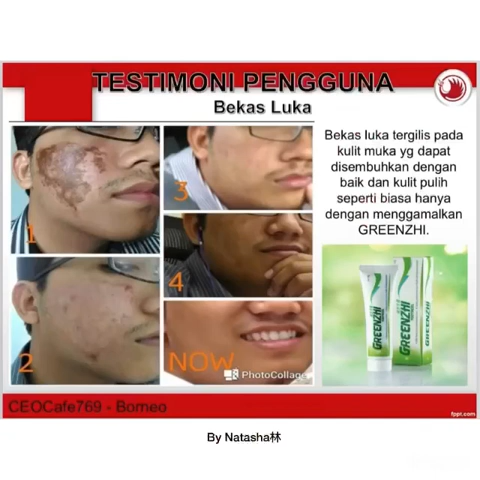 TESTIMONI PENGGUNA
Bekas Luka
1
2
3
4
NOW
PhotoCollage
Bekas luka tergilis pada
kulit muka yg dapat
disembuhkan dengan
baik dan kulit pulih
seperti biasa hanya
dengan menggamalkan
GREENZHI.
GREENZHI
GREENZHI
CEOCafe769 - Borneo
fppt.com
By Natasha林